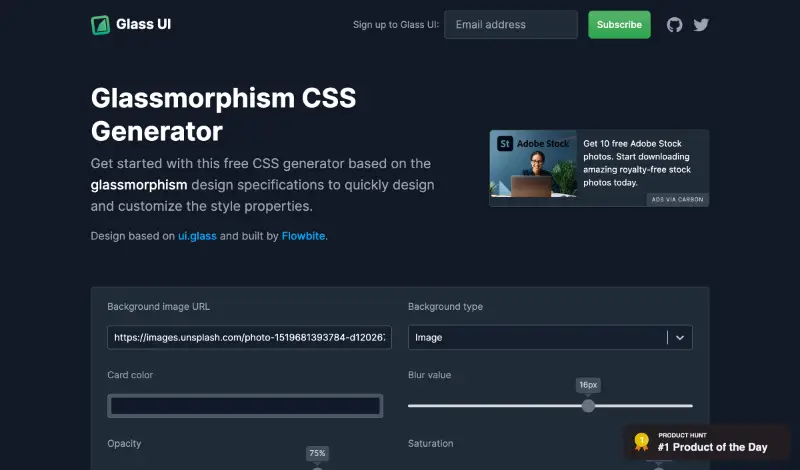 Glass UI
Sign up to Glass UI:
Email address
Subscribe
Glassmorphism CSS
Generator
Get started with this free CSS generator based on the
glassmorphism design specifications to quickly design
and customize the style properties.
Design based on ui.glass and built by Flowbite.
St Adobe Stock
Get 10 free Adobe Stock
photos. Start downloading
amazing royalty-free stock
photos today.
ADS VIA CARBON
Background image URL
Background type
https://images.unsplash.com/photo-1519681393784-d120267
Image
Card color
Blur value
16px
Opacity
Saturation
75%
1
PRODUCT HUNT
#1 Product of the Day